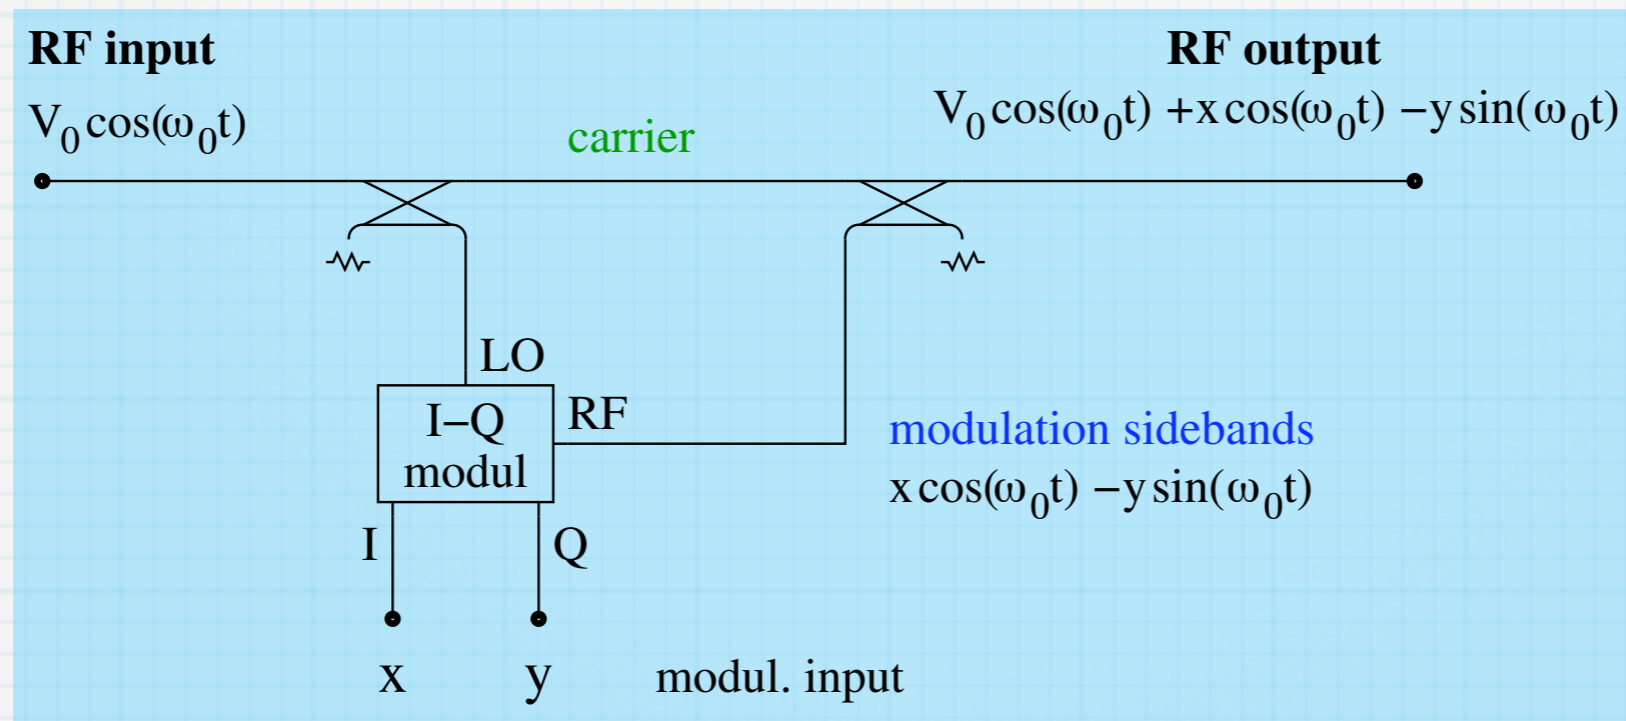 RF input
V₀ cos(ω₀t)
carrier
RF output
V₀ cos(ω₀t) +x cos(ω₀t) −y sin(ω₀t)
LO
I−Q
modul
RF
modulation sidebands
x cos(ω₀t) −y sin(ω₀t)
I
Q
x
y
modul. input